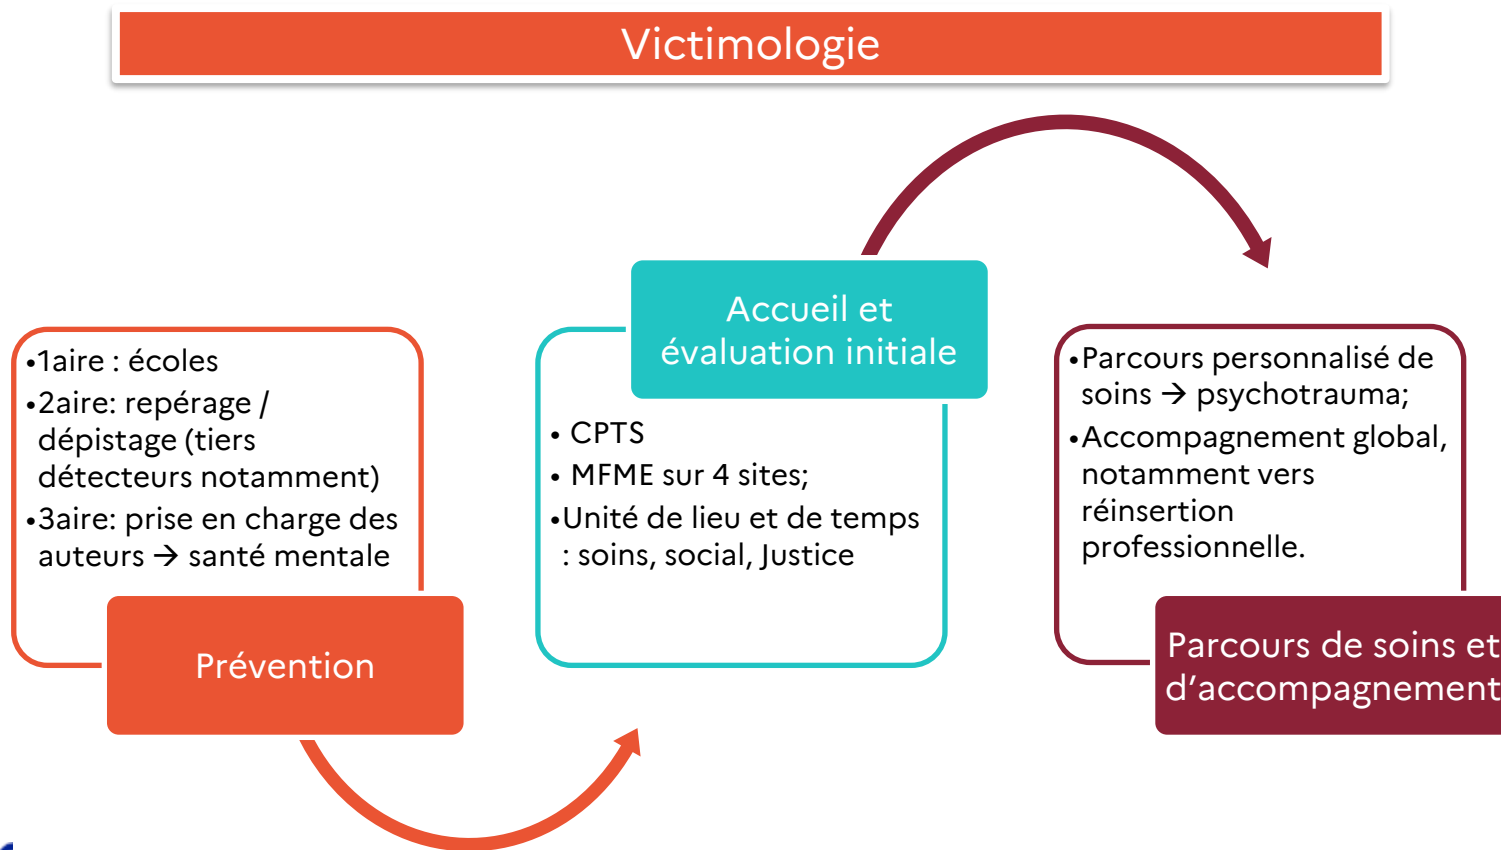 Victimologie
•1aire : écoles
•2aire: repérage /
dépistage (tiers
détecteurs notamment)
•3aire: prise en charge des
auteurs → santé mentale
Prévention
Accueil et
évaluation initiale
• CPTS
• MFME sur 4 sites;
•Unité de lieu et de temps
: soins, social, Justice
•Parcours personnalisé de
soins → psychotrauma;
•Accompagnement global,
notamment vers
réinsertion
professionnelle.
Parcours de soins et
d’accompagnement